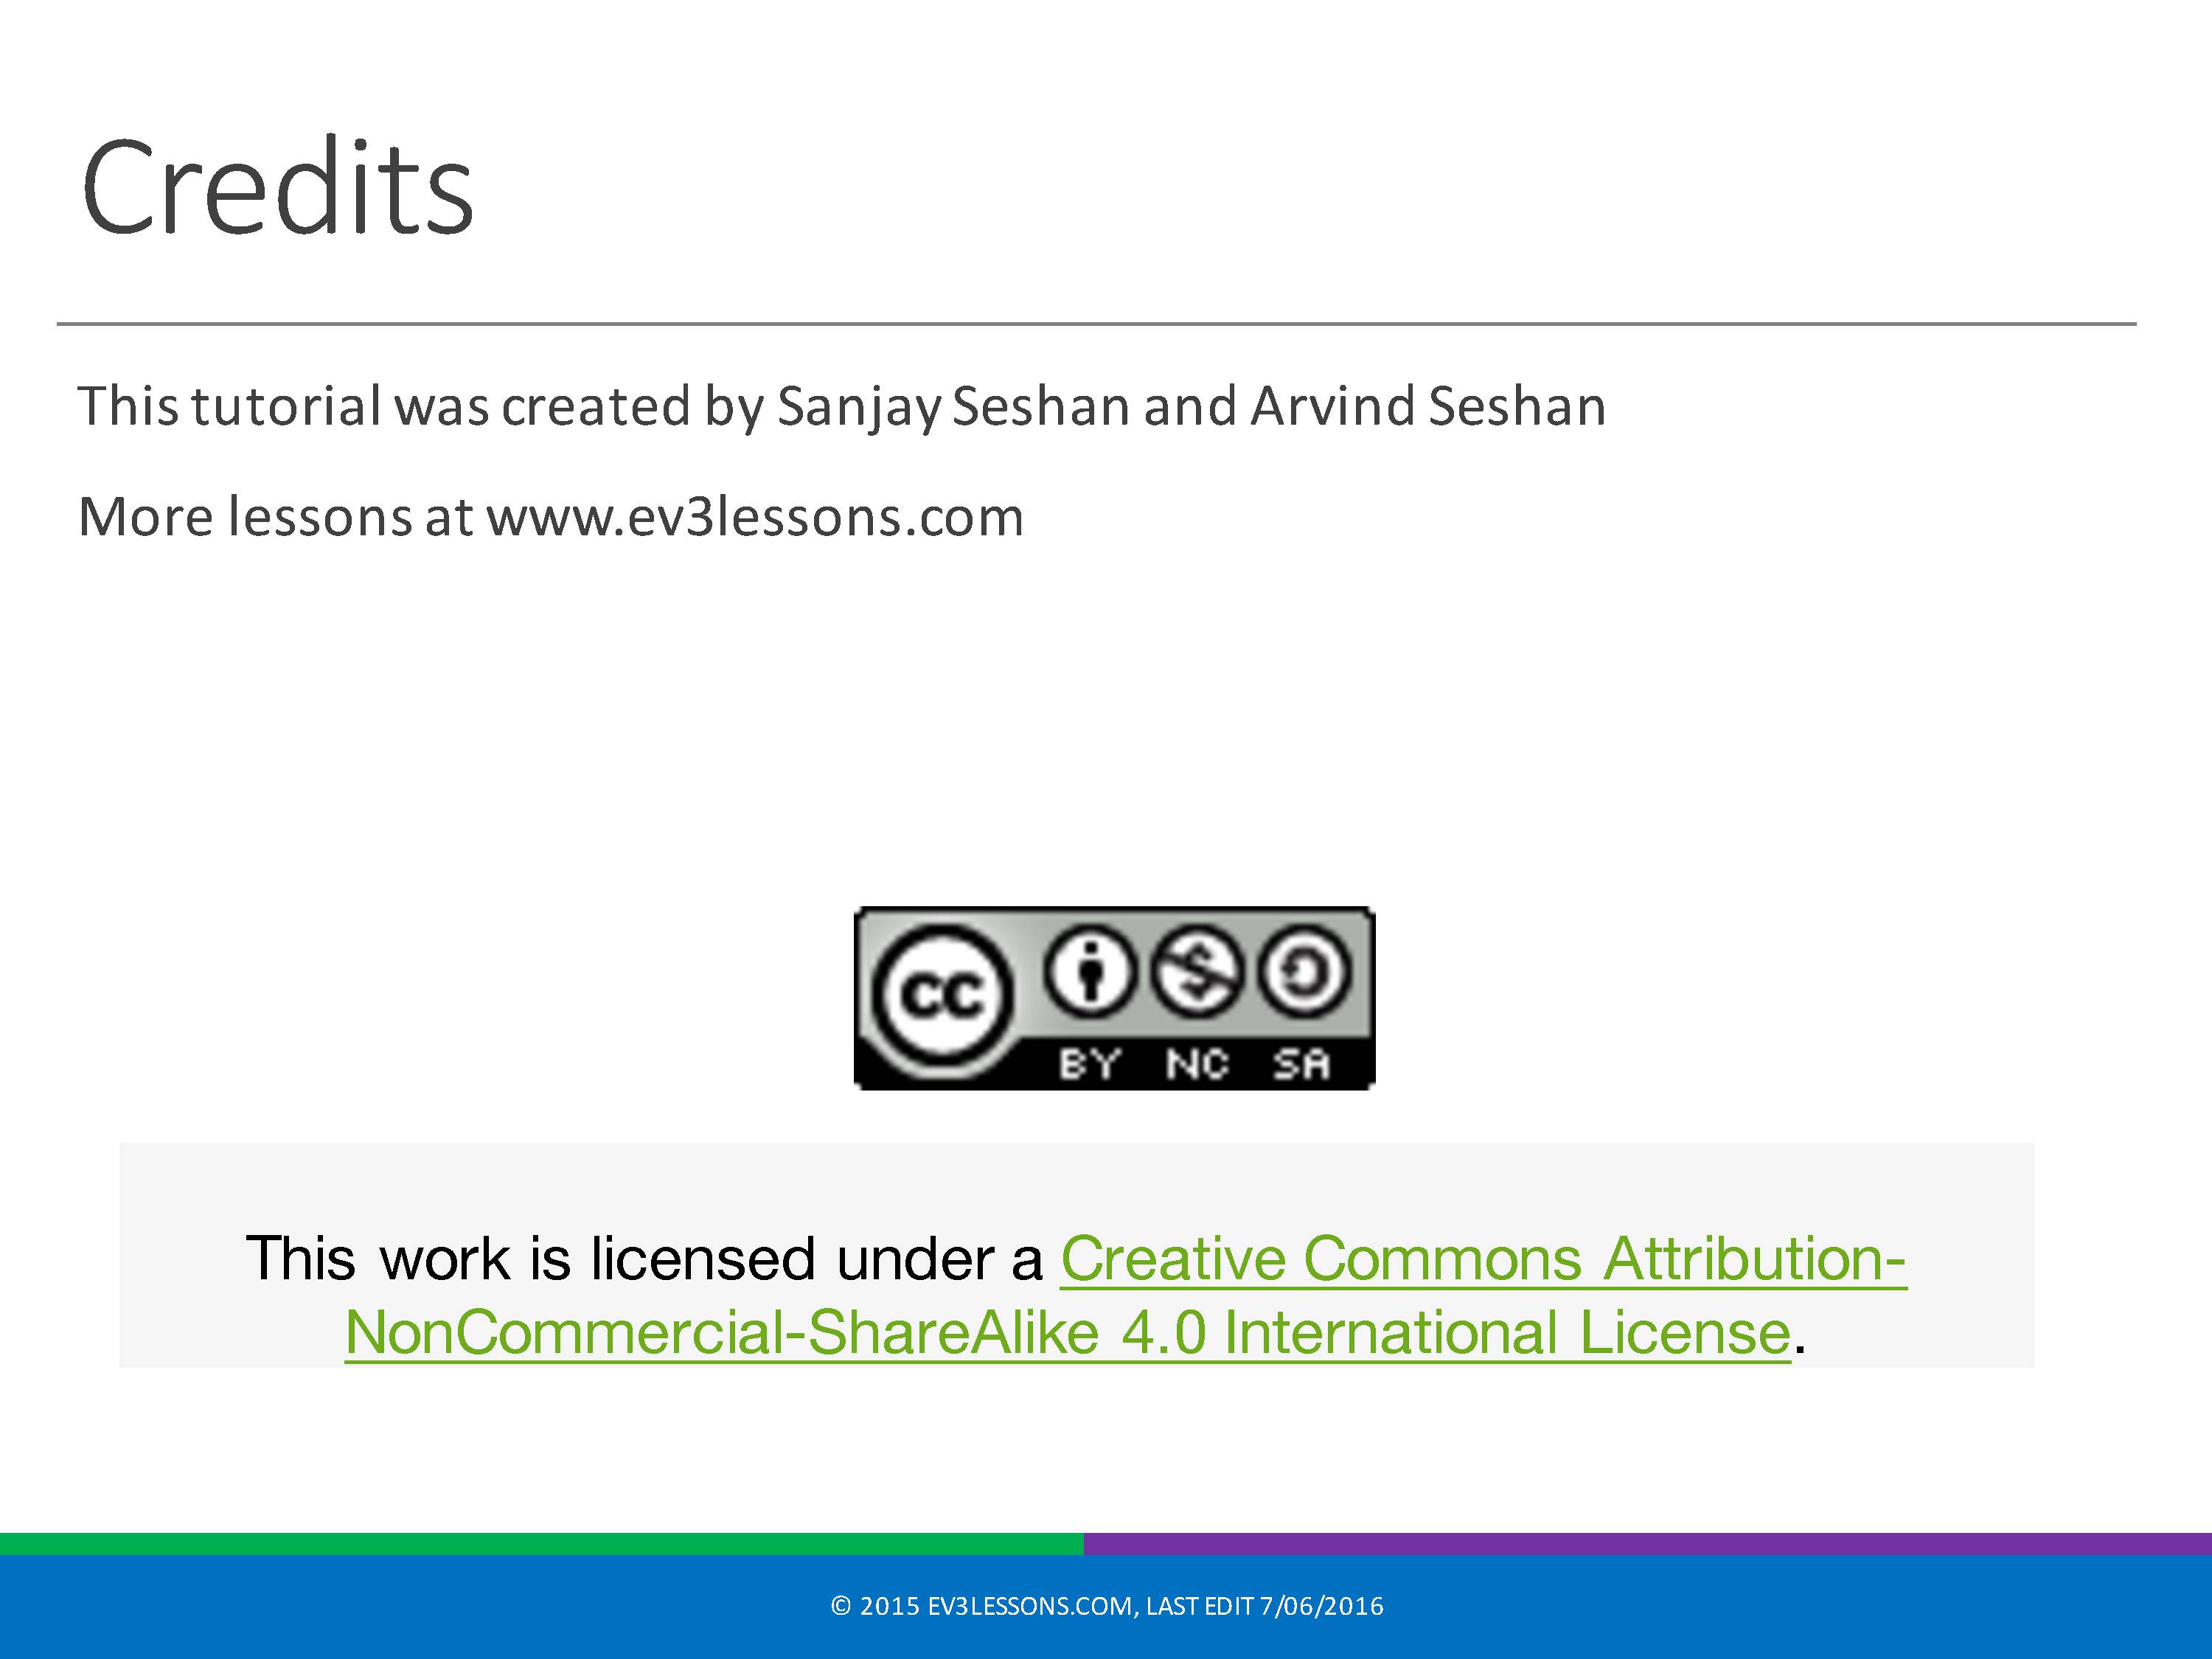 Credits
This tutorial was created by Sanjay Seshan and Arvind Seshan
More lessons at www.ev3lessons.com
cc
BY NC SA
This work is licensed under a Creative Commons Attribution-
NonCommercial-ShareAlike 4.0 International License.
© 2015 EV3LESSONS.COM, LAST EDIT 7/06/2016